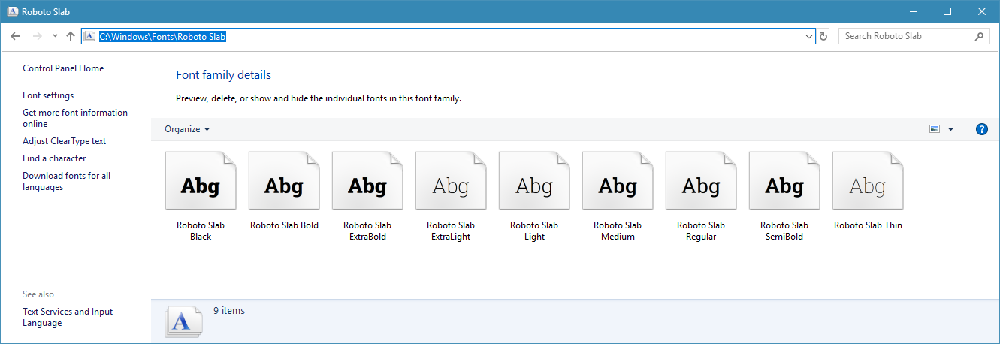 Roboto Slab
C:\Windows\Fonts\Roboto Slab
Search Roboto Slab
Control Panel Home
Font settings
Get more font information
online
Adjust ClearType text
Find a character
Download fonts for all
languages
See also
Text Services and Input
Language
Font family details
Preview, delete, or show and hide the individual fonts in this font family.
Organize
?
Abg
Roboto Slab
Black
Abg
Roboto Slab Bold
Abg
Roboto Slab
ExtraBold
Abg
Roboto Slab
ExtraLight
Abg
Roboto Slab
Light
Abg
Roboto Slab
Medium
Abg
Roboto Slab
Regular
Abg
Roboto Slab
SemiBold
Abg
Roboto Slab Thin
A
9 items